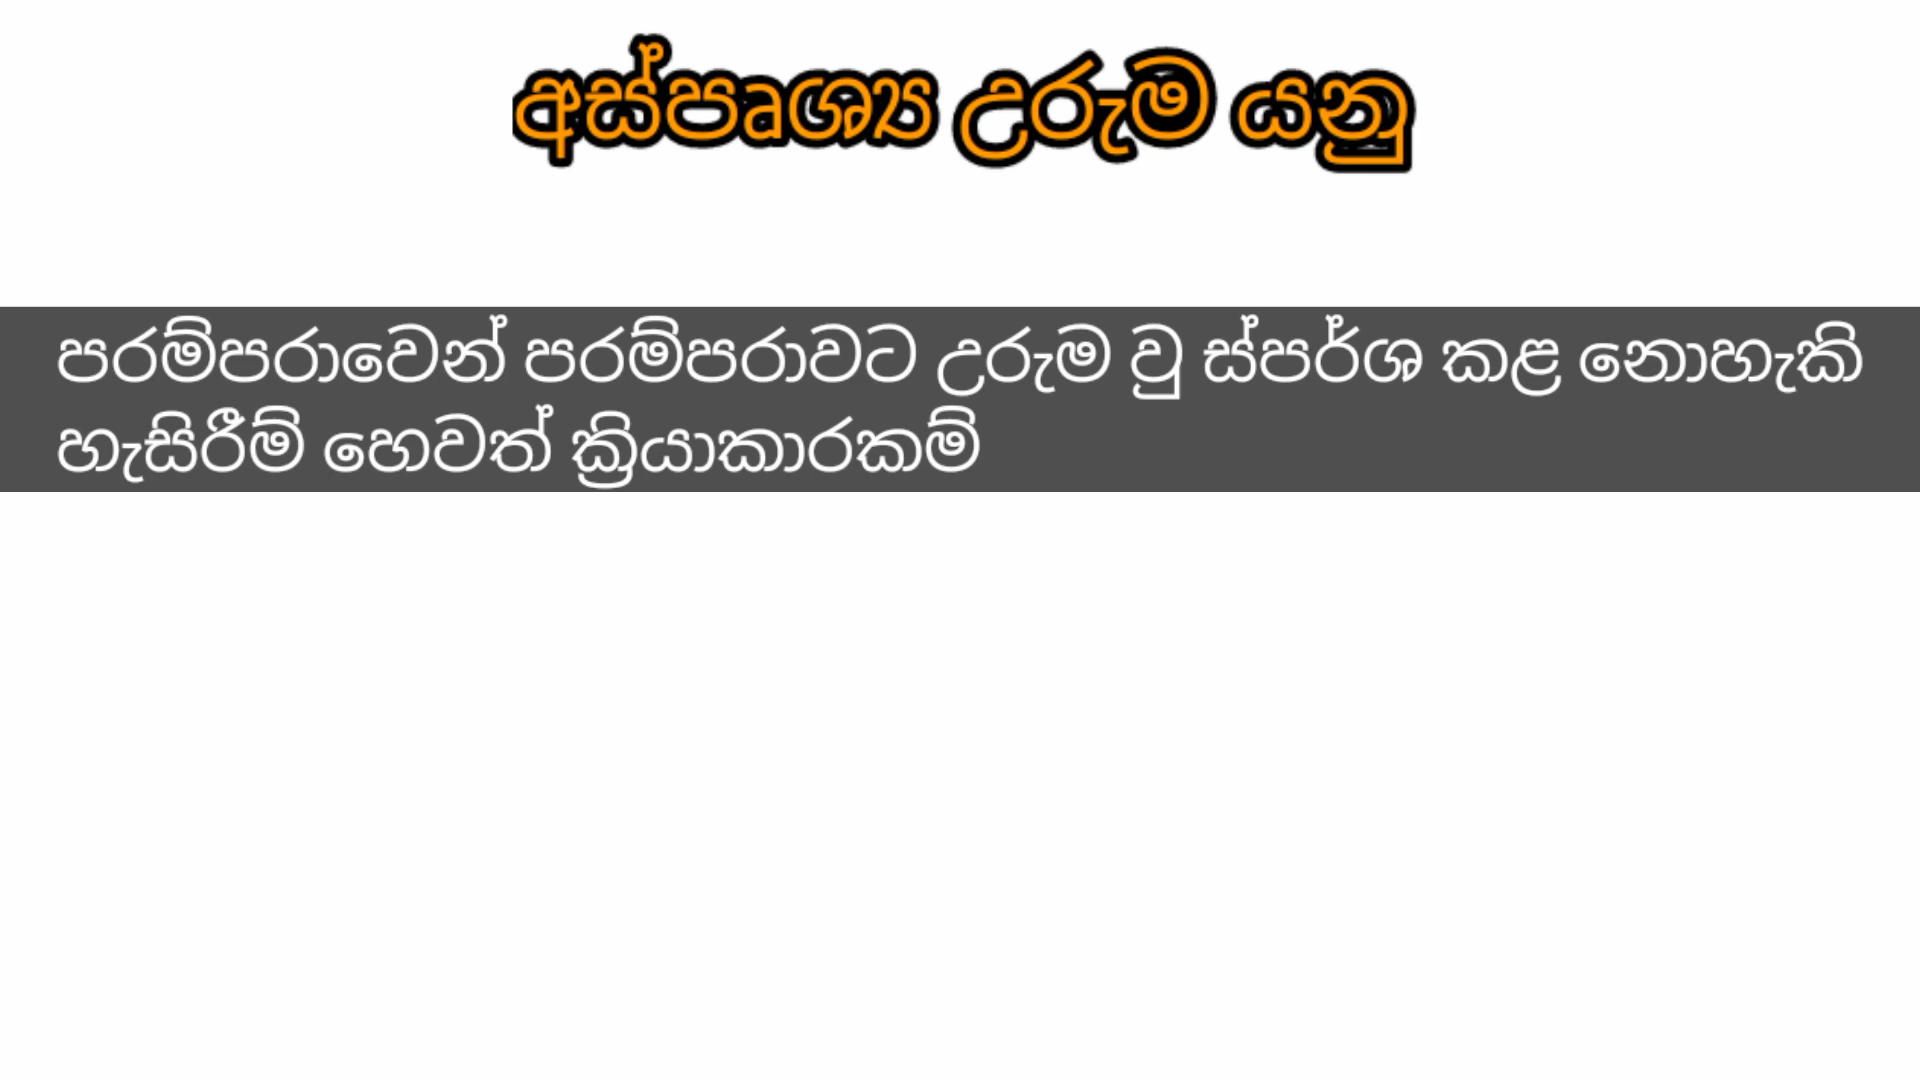 අස්පෘශ්‍ය උරුම යනු
පරම්පරාවෙන් පරම්පරාවට උරුම වු ස්පර්ශ කළ නොහැකි
හැසිරීම් හෙවත් ක්‍රියාකාරකම්